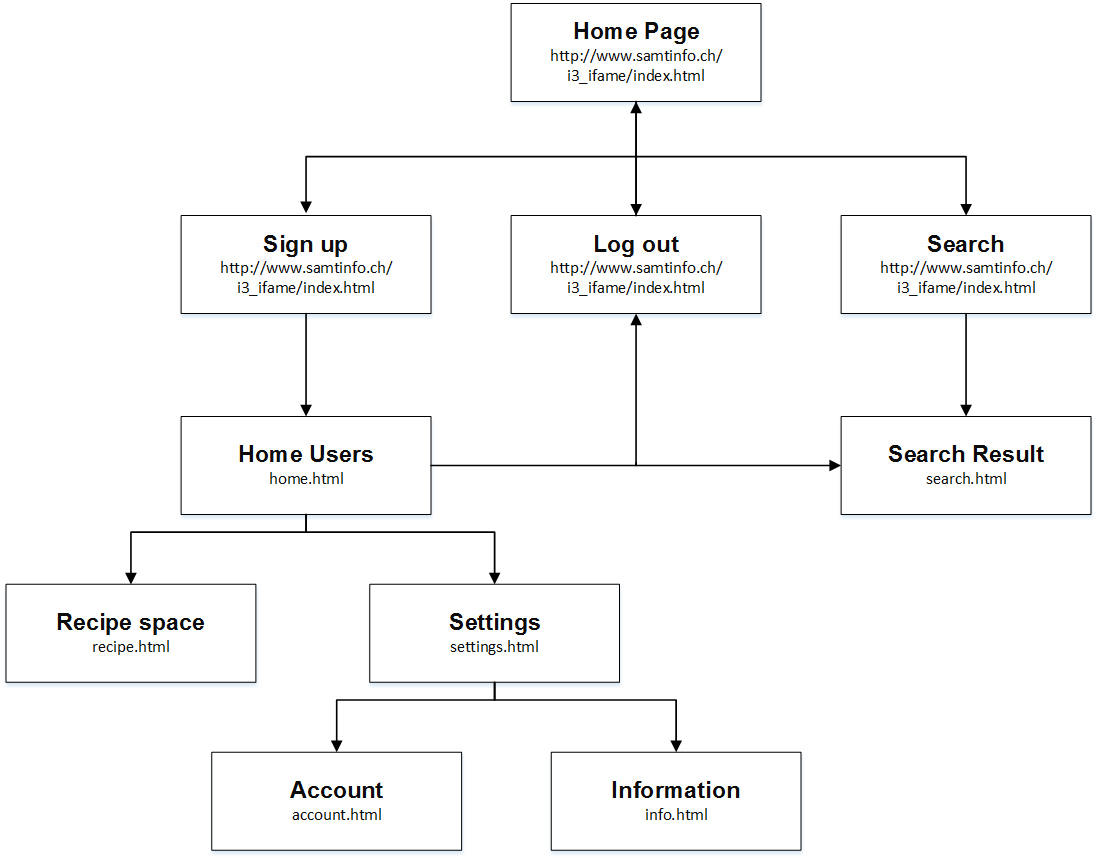 Home Page
http://www.samtinfo.ch/
i3_ifame/index.html
Sign up
http://www.samtinfo.ch/
i3_ifame/index.html
Log out
http://www.samtinfo.ch/
i3_ifame/index.html
Search
http://www.samtinfo.ch/
i3_ifame/index.html
Home Users
home.html
Search Result
search.html
Recipe space
recipe.html
Settings
settings.html
Account
account.html
Information
info.html